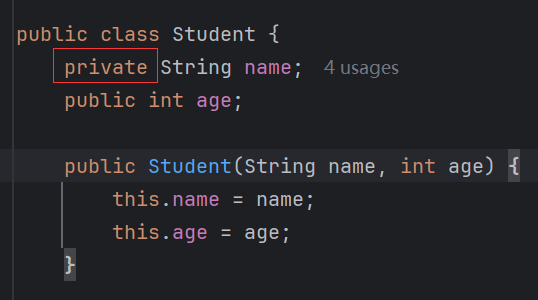 public class Student {
private String name; 4 usages
public int age;
public Student(String name, int age) {
this.name = name;
this.age = age;
}